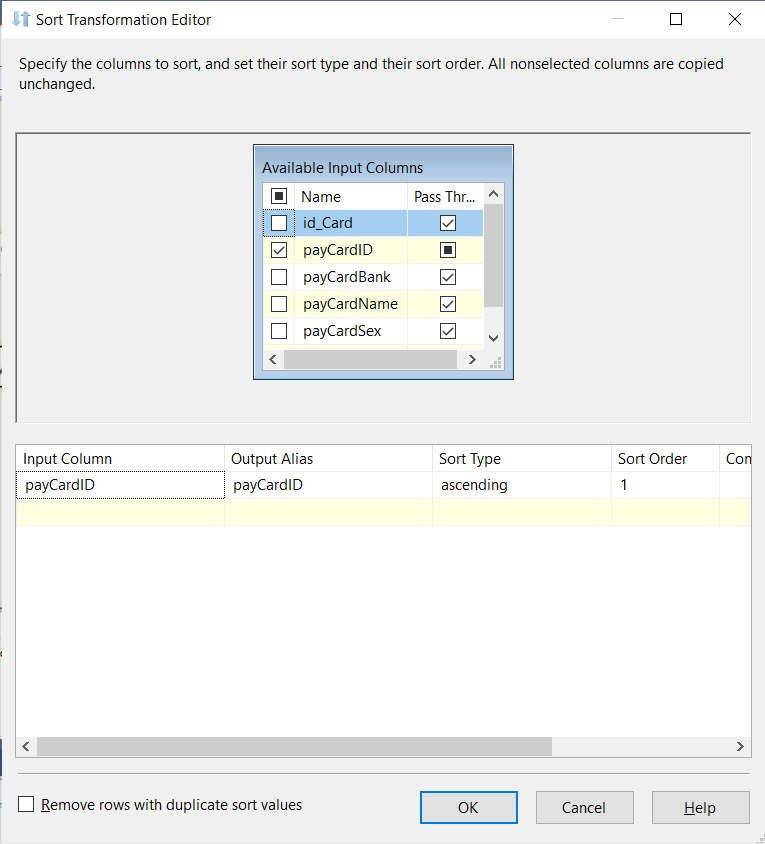 Sort Transformation Editor
Specify the columns to sort, and set their sort type and their sort order. All nonselected columns are copied
unchanged.
Available Input Columns
Name Pass Thr...
id_Card
payCardID
payCardBank
payCardName
payCardSex
Input Column Output Alias Sort Type Sort Order Con
payCardID payCardID ascending 1
Remove rows with duplicate sort values
OK Cancel Help